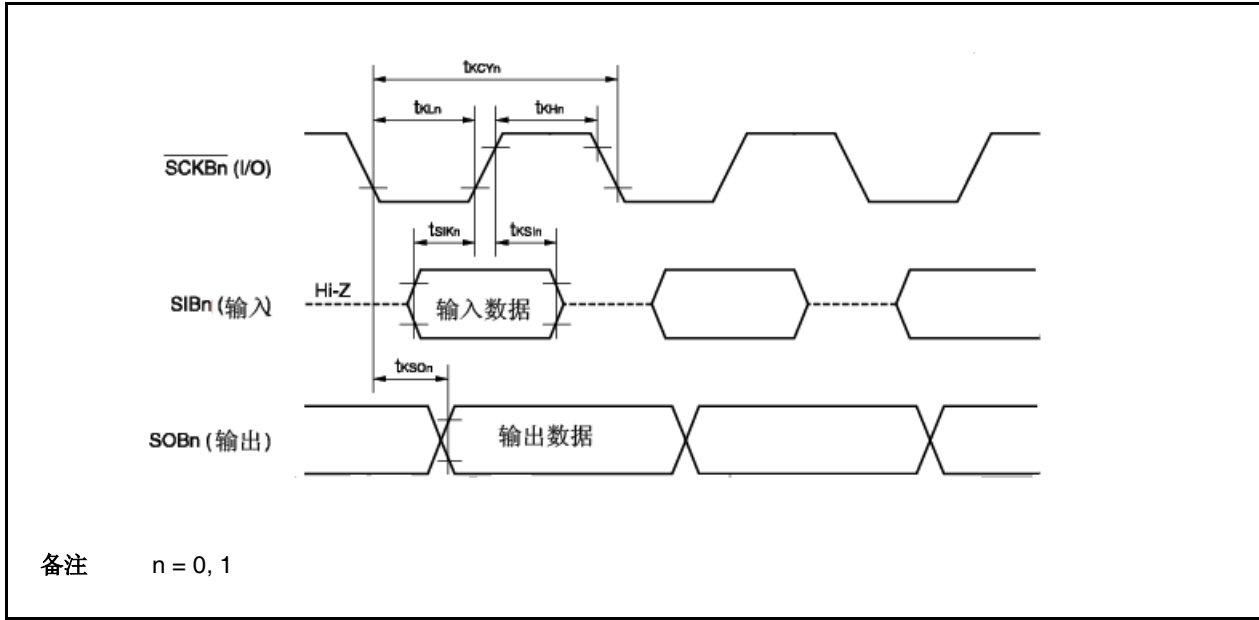 tKCYn
tKLn
tKHn
SCKBn (I/O)
tSIKn
tKSIn
Hi-Z
SIBn (输入)
输入数据
tKSOn
SOBn (输出)
输出数据
备注 n = 0, 1